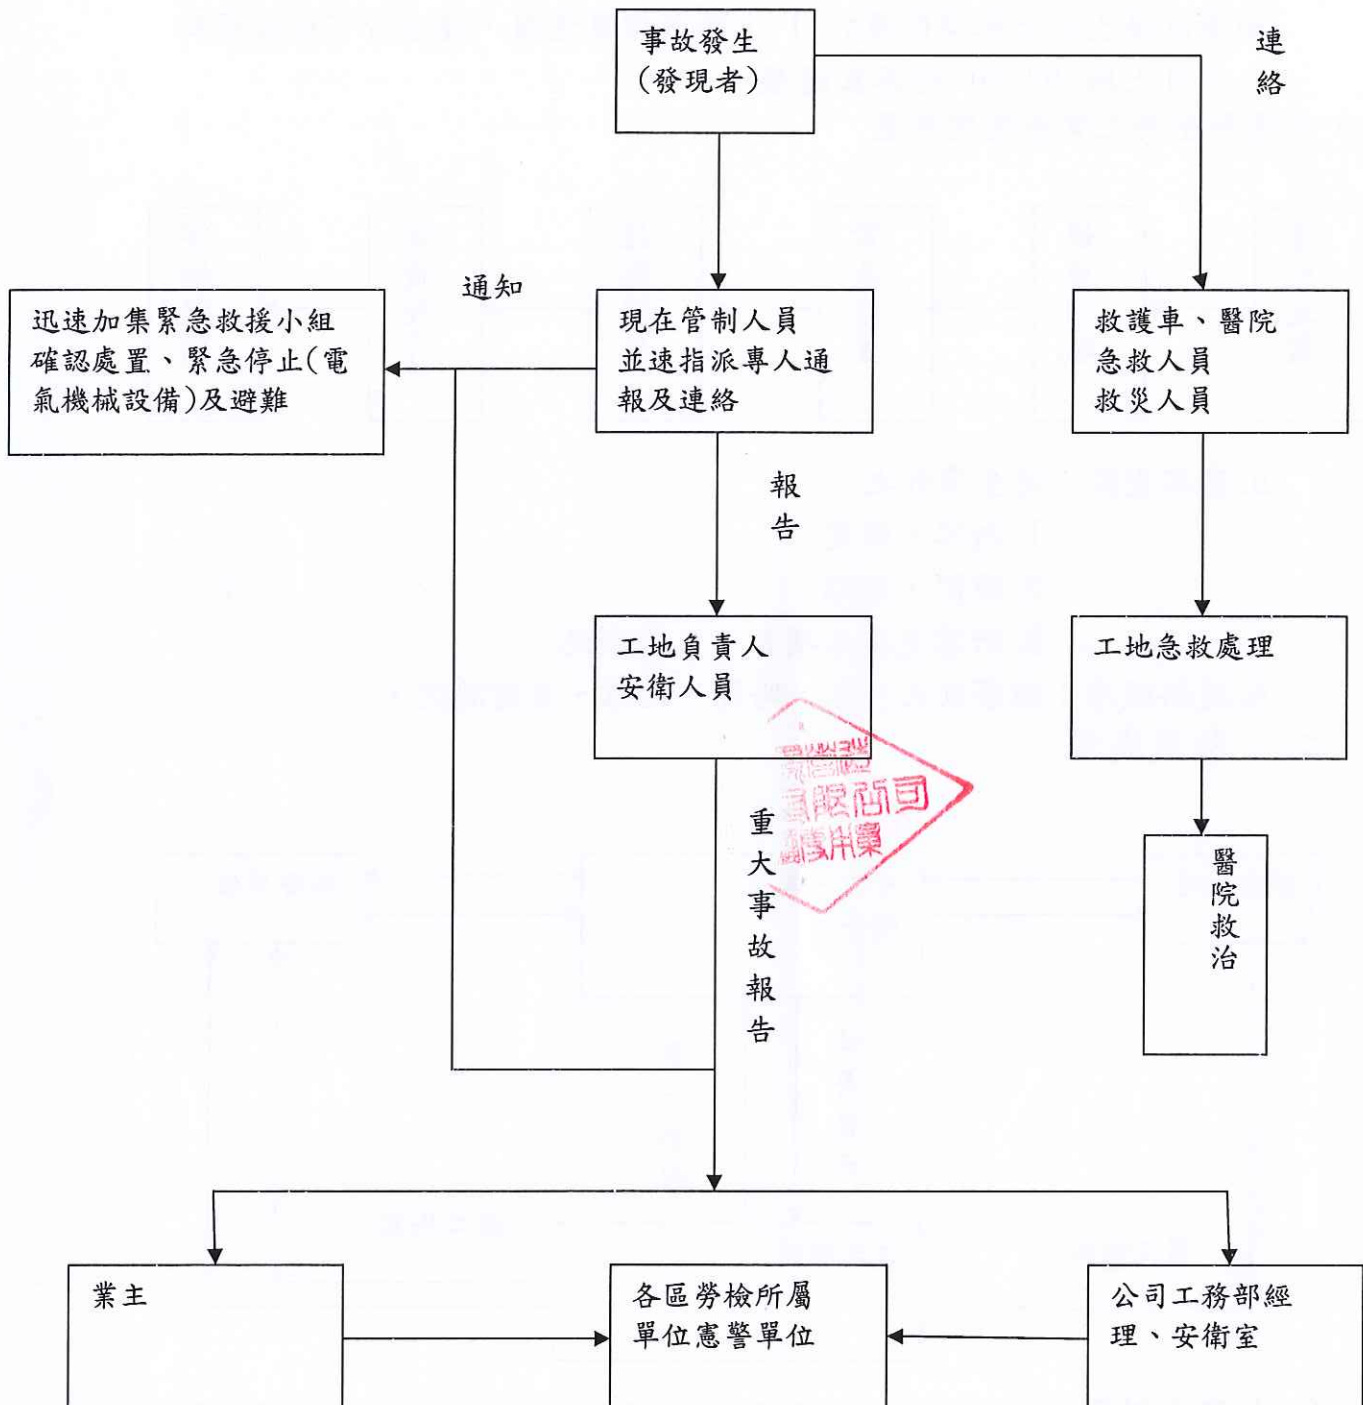 事故發生
(發現者)
連絡
通知
迅速加集緊急救援小組
確認處置、緊急停止(電
氣機械設備)及避難
現在管制人員
並速指派專人通
報及連絡
救護車、醫院
急救人員
救災人員
報告
工地負責人
安衛人員
工地急救處理
限公司
專用章
重大事故報告
醫院救治
業主
各區勞檢所屬
單位憲警單位
公司工務部經
理、安衛室